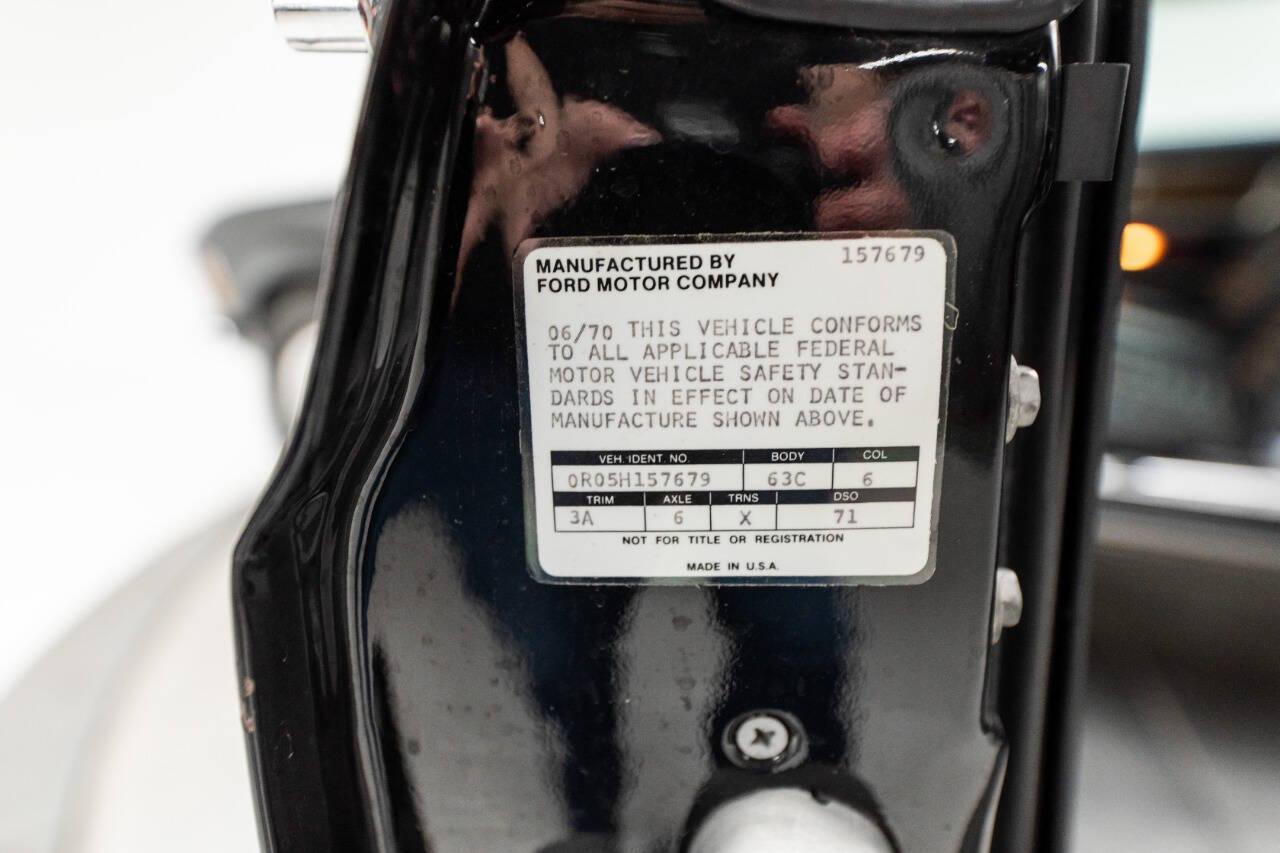 MANUFACTURED BY 157679
FORD MOTOR COMPANY
06/70 THIS VEHICLE CONFORMS
TO ALL APPLICABLE FEDERAL
MOTOR VEHICLE SAFETY STAN-
DARDS IN EFFECT ON DATE OF
MANUFACTURE SHOWN ABOVE.
VEH. IDENT. NO. BODY COL
0R05H157679 63C 6
TRIM AXLE TRNS DSO
3A 6 X 71
NOT FOR TITLE OR REGISTRATION
MADE IN U.S.A.